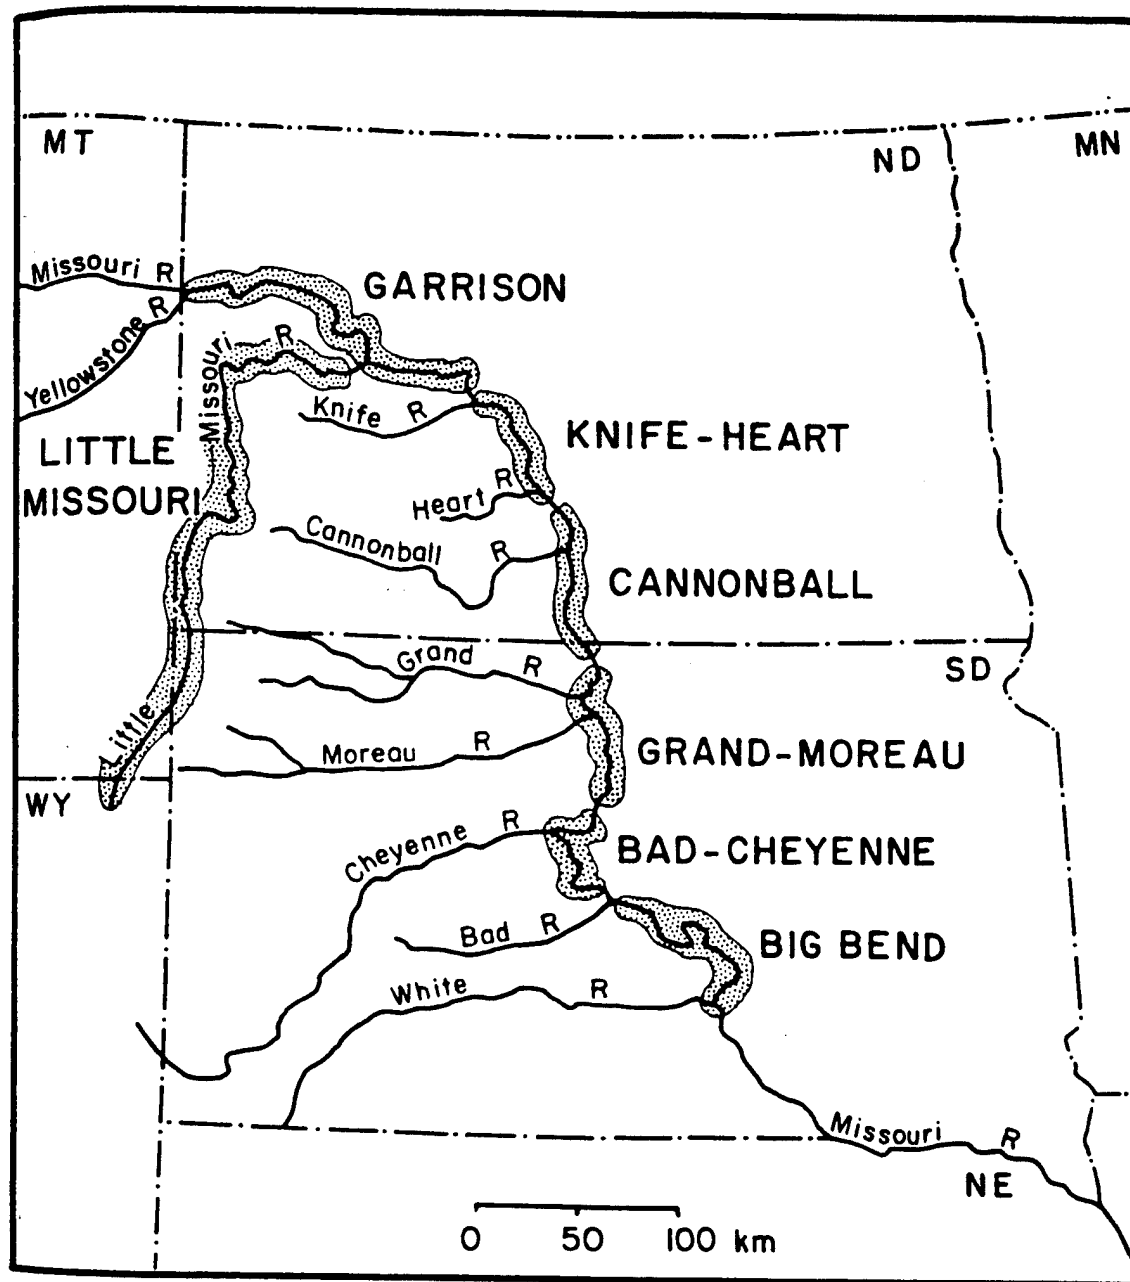 MT
ND
MN
Missouri R
GARRISON
Yellowstone R
Missouri R
Knife R
KNIFE-HEART
LITTLE
MISSOURI
Heart R
Cannonball R
CANNONBALL
Grand R
SD
Little
Moreau R
GRAND-MOREAU
WY
Cheyenne R
BAD-CHEYENNE
Bad R
BIG BEND
White R
Missouri R
NE
0 50 100 km